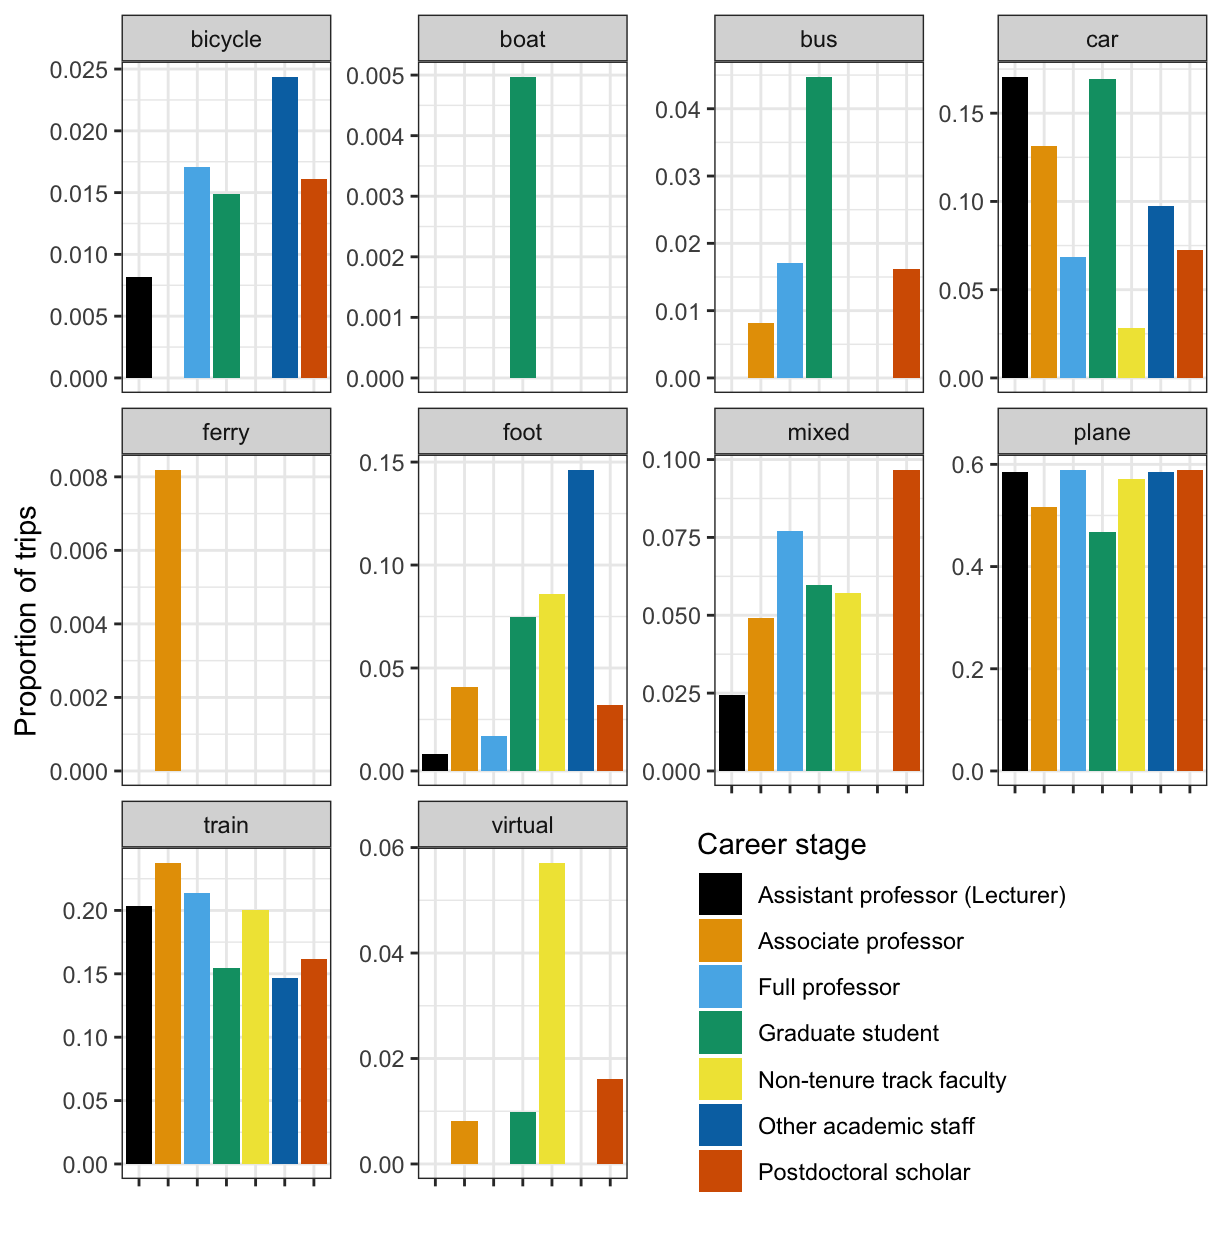 bicycle
boat
bus
car
0.025
0.020
0.015
0.010
0.005
0.000
0.005
0.004
0.003
0.002
0.001
0.000
0.04
0.03
0.02
0.01
0.00
0.15
0.10
0.05
0.00
ferry
foot
mixed
plane
0.008
0.006
0.004
0.002
0.000
0.15
0.10
0.05
0.00
0.100
0.075
0.050
0.025
0.000
0.6
0.4
0.2
0.0
Proportion of trips
train
virtual
0.20
0.15
0.10
0.05
0.00
0.06
0.04
0.02
0.00
Career stage
Assistant professor (Lecturer)
Associate professor
Full professor
Graduate student
Non-tenure track faculty
Other academic staff
Postdoctoral scholar